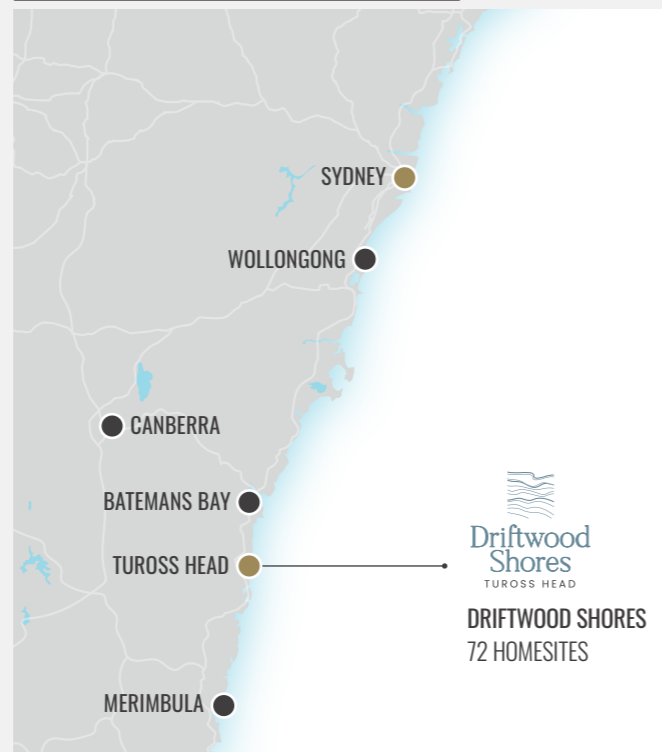 SYDNEY
WOLLONGONG
CANBERRA
BATEMANS BAY
TUROSS HEAD
Driftwood
Shores
TUROSS HEAD
DRIFTWOOD SHORES
72 HOMESITES
MERIMBULA